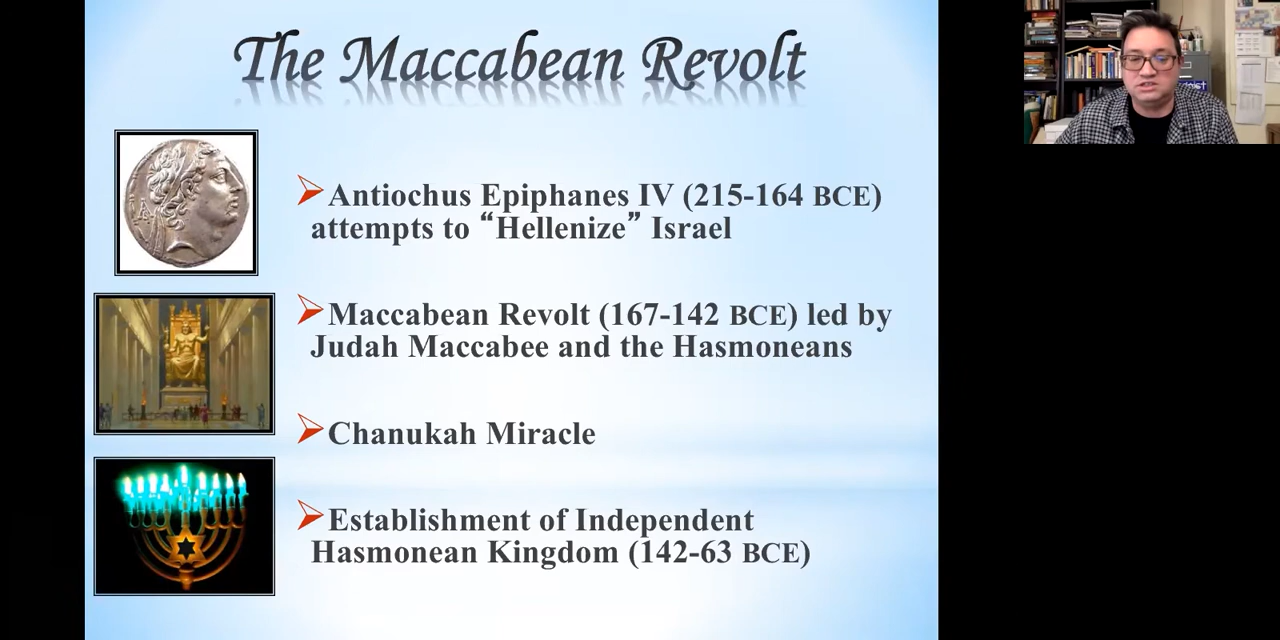 The Maccabean Revolt
Antiochus Epiphanes IV (215-164 BCE)
attempts to “Hellenize” Israel
Maccabean Revolt (167-142 BCE) led by
Judah Maccabee and the Hasmoneans
Chanukah Miracle
Establishment of Independent
Hasmonean Kingdom (142-63 BCE)